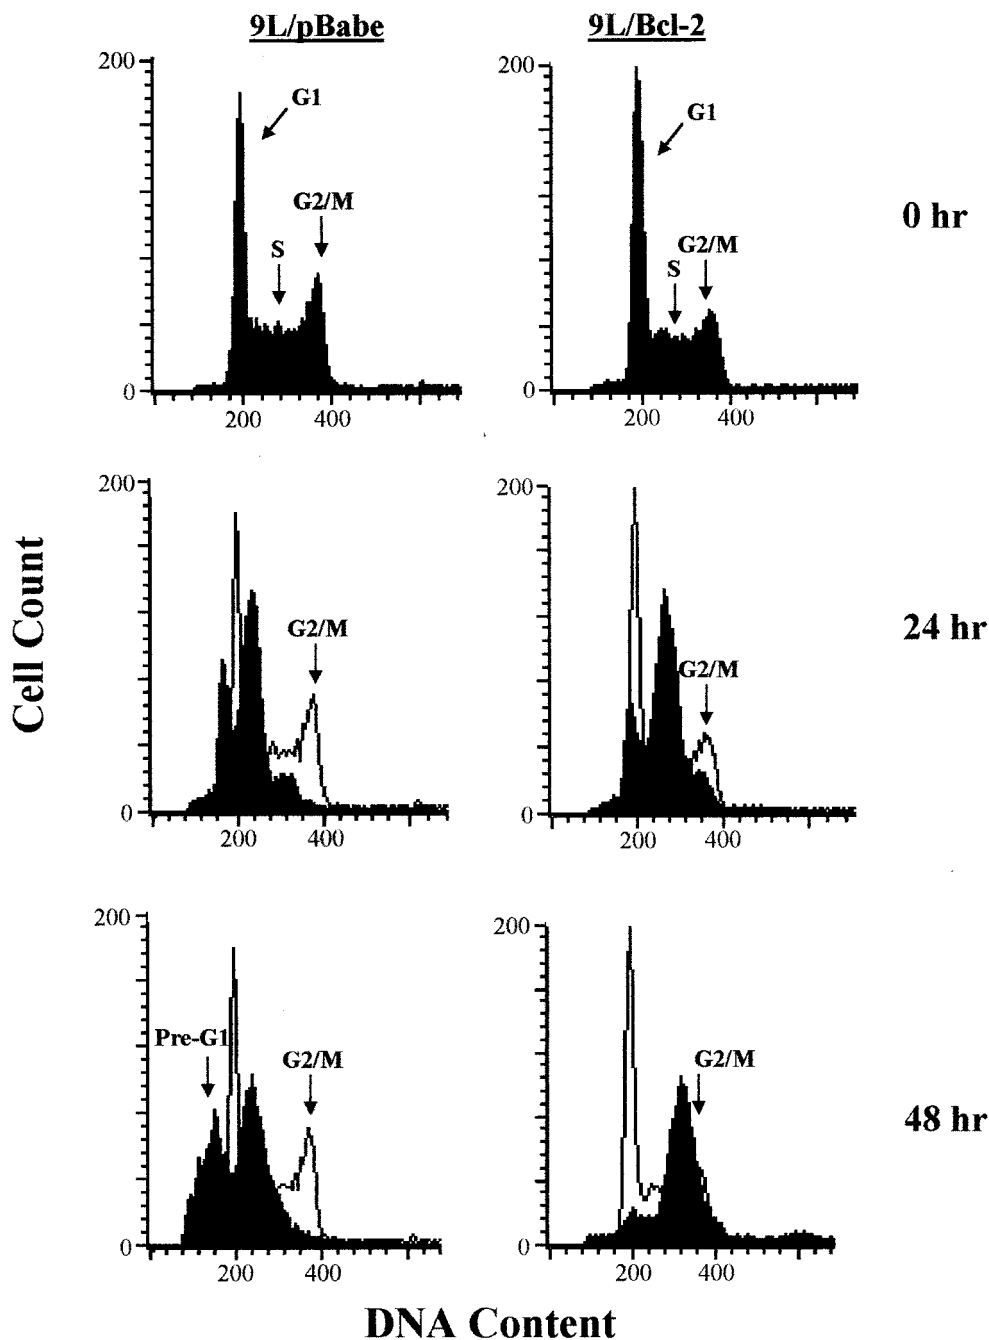 9L/pBabe 9L/Bcl-2
200 200
G1 G1
G2/M G2/M
S S
0 hr
0 0
200 400 200 400
200 200
G2/M G2/M
24 hr
0 0
200 400 200 400
Cell Count
200 200
Pre-G1 G2/M G2/M
48 hr
0 0
200 400 200 400
DNA Content